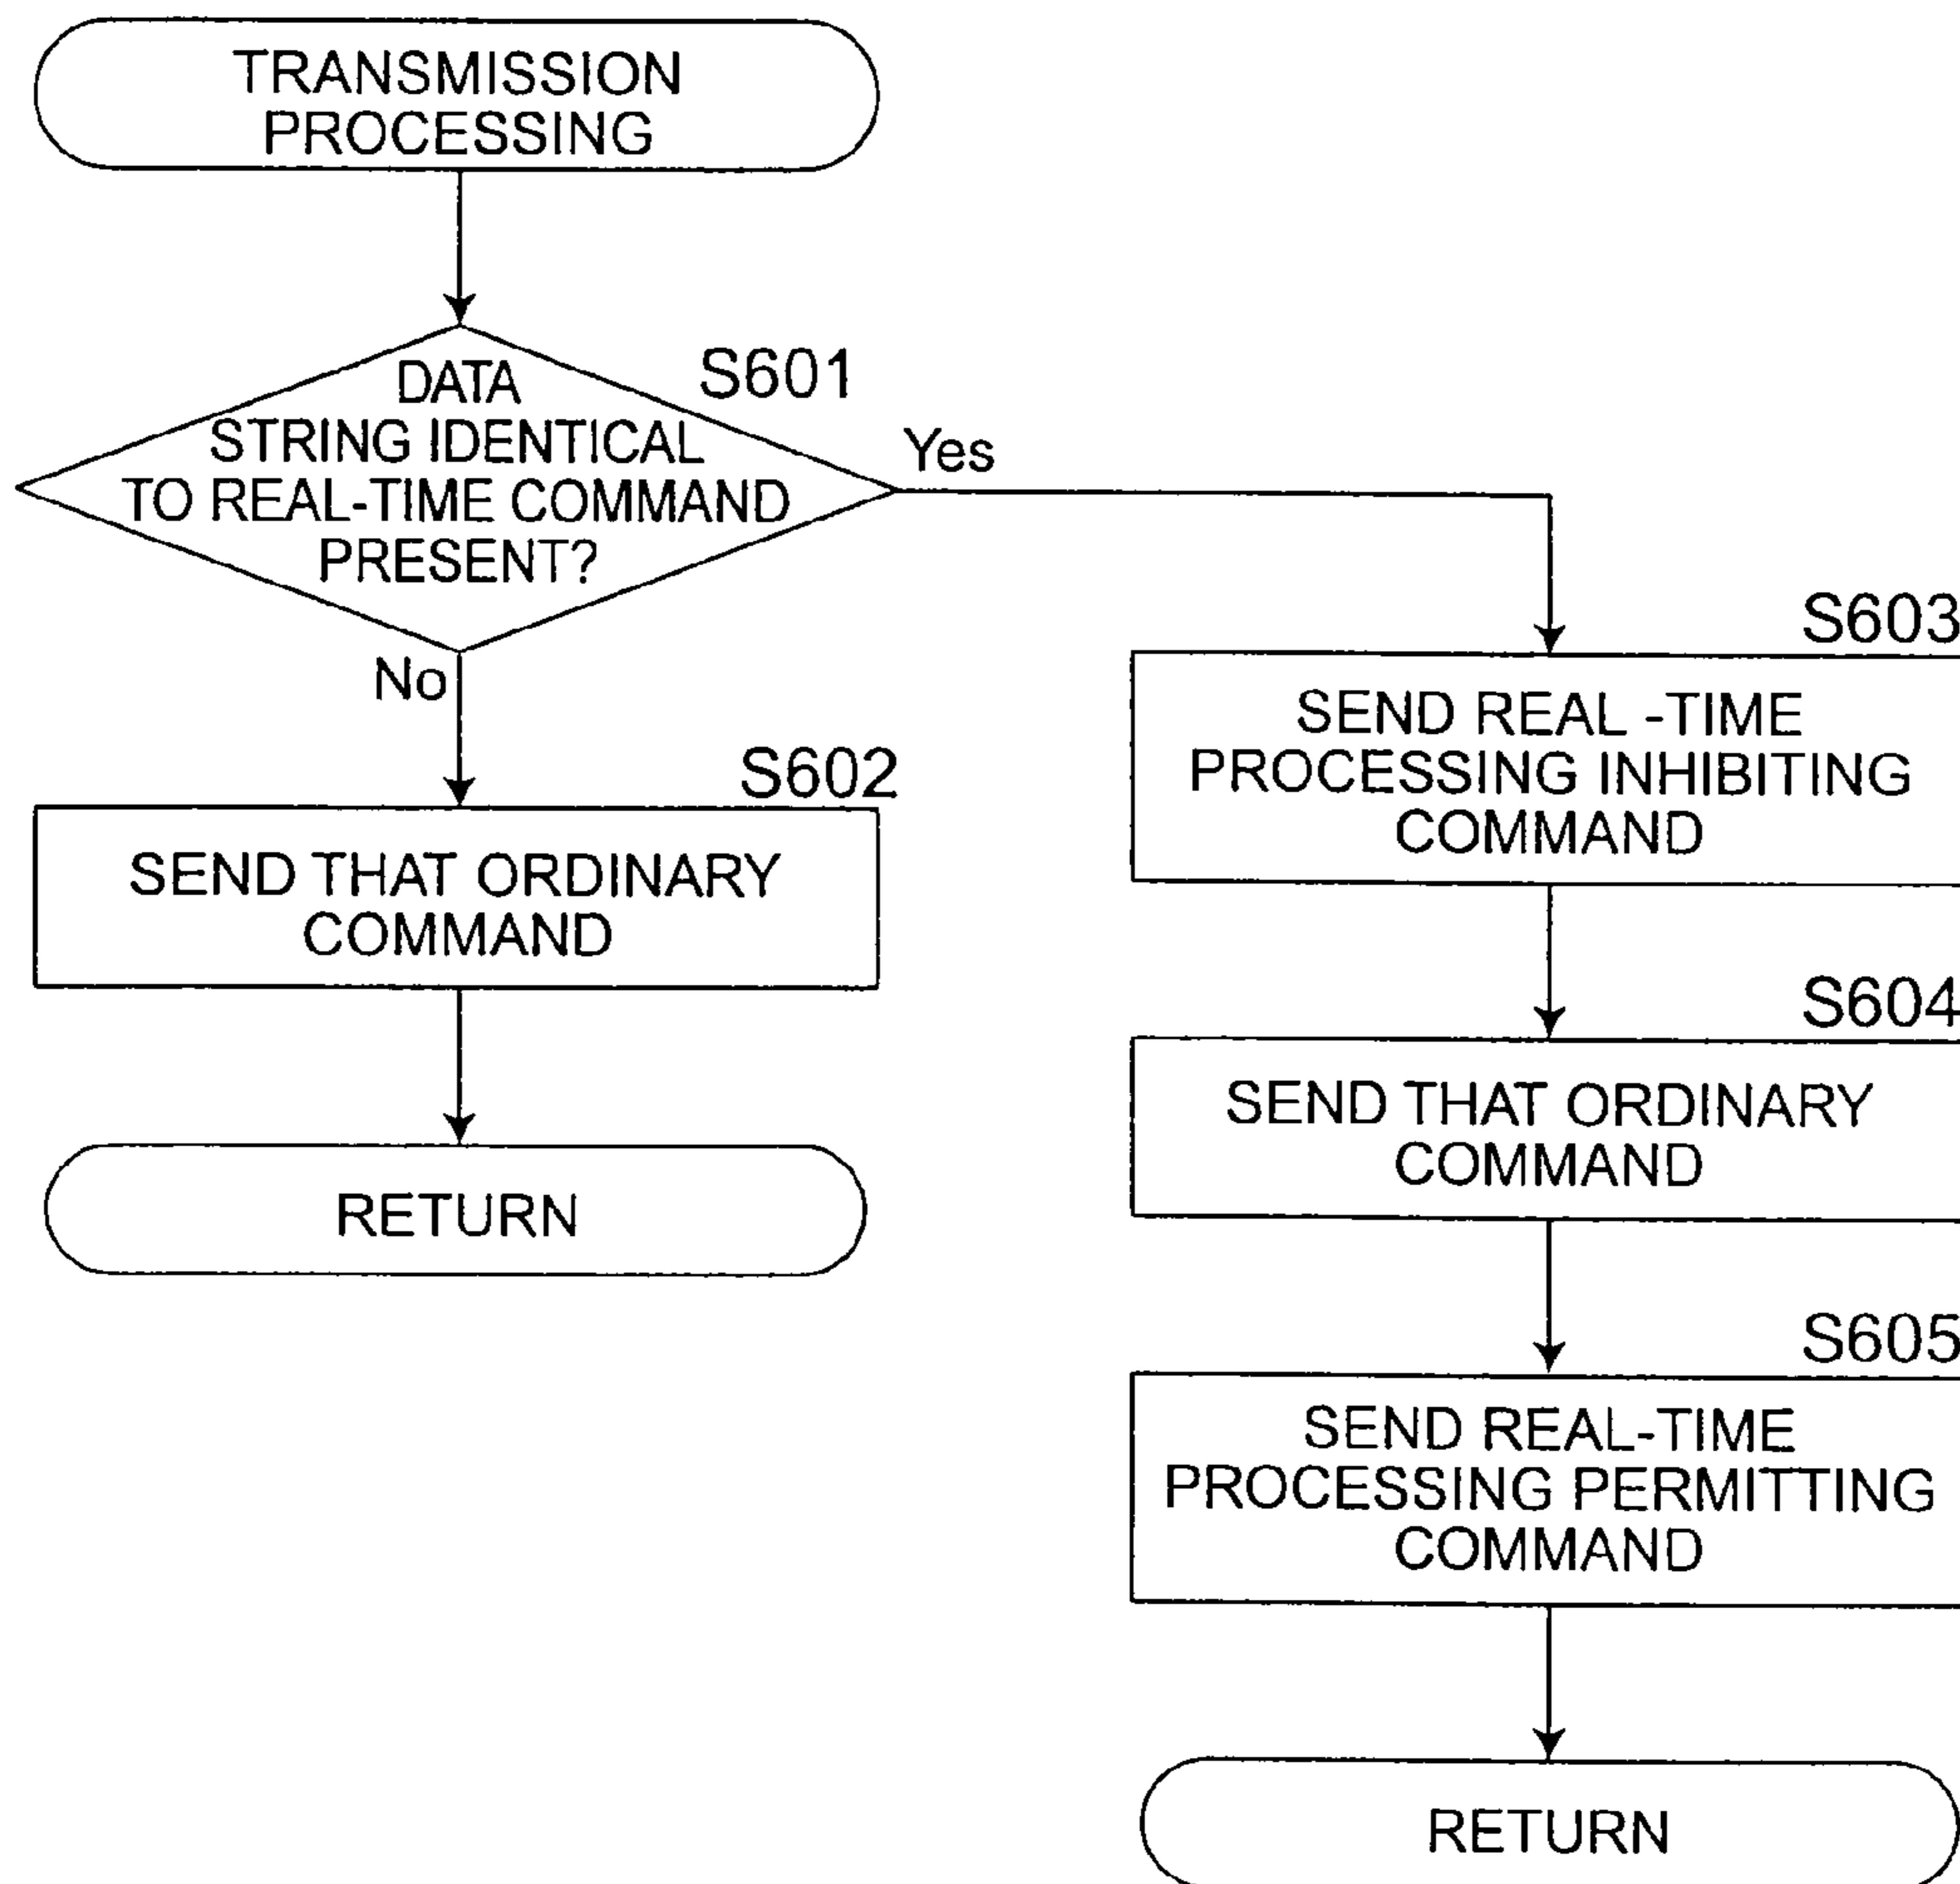 TRANSMISSION
PROCESSING
S601
DATA
STRING IDENTICAL
TO REAL-TIME COMMAND
PRESENT?
Yes
No
S602
SEND THAT ORDINARY
COMMAND
RETURN
S603
SEND REAL -TIME
PROCESSING INHIBITING
COMMAND
S604
SEND THAT ORDINARY
COMMAND
S605
SEND REAL-TIME
PROCESSING PERMITTING
COMMAND
RETURN